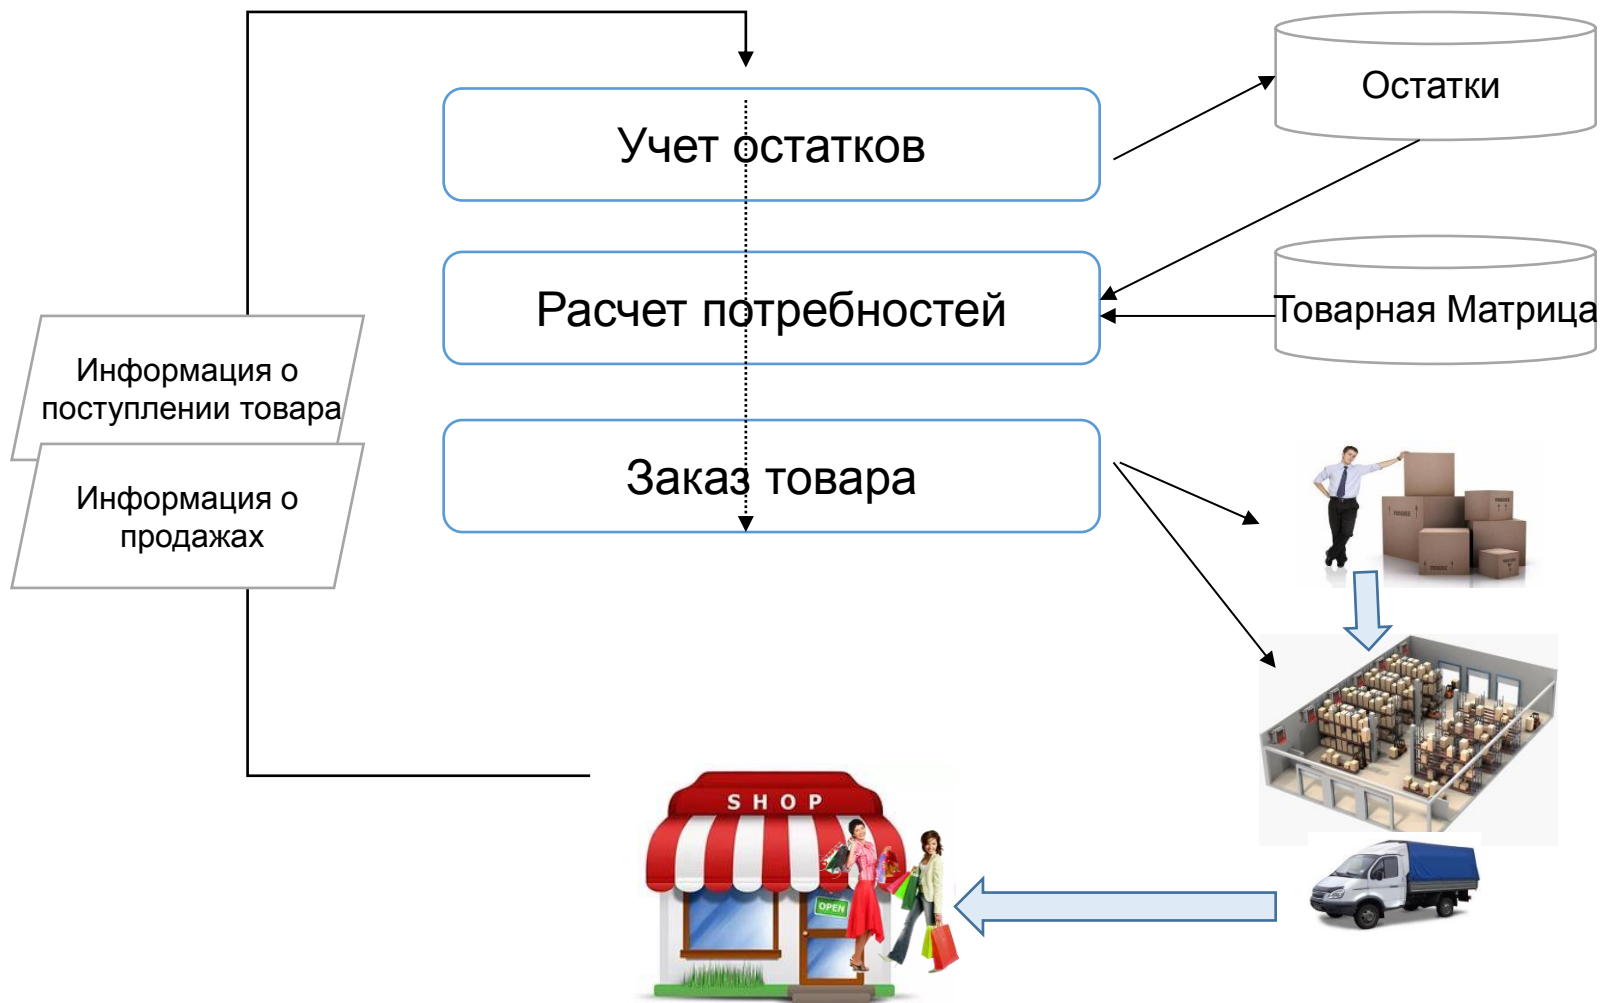 Остатки
Учет остатков
Расчет потребностей
Товарная Матрица
Информация о
поступлении товара
Заказ товара
Информация о
продажах
SHOP
OPEN